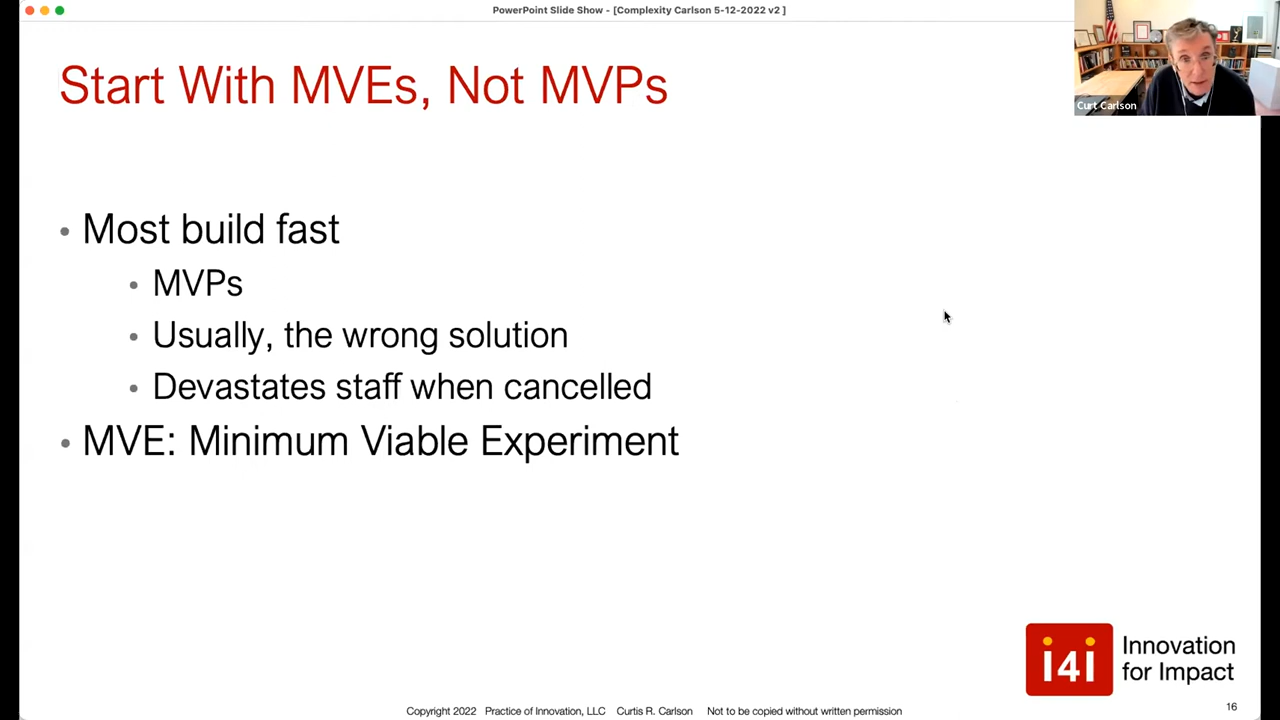 PowerPoint Slide Show - [Complexity Carlson 5-12-2022 v2 ]
Curt Carlson
Start With MVEs, Not MVPs
• Most build fast
• MVPs
• Usually, the wrong solution
• Devastates staff when cancelled
• MVE: Minimum Viable Experiment
i4i
Innovation
for Impact
Copyright 2022 Practice of Innovation, LLC Curtis R. Carlson Not to be copied without written permission
16